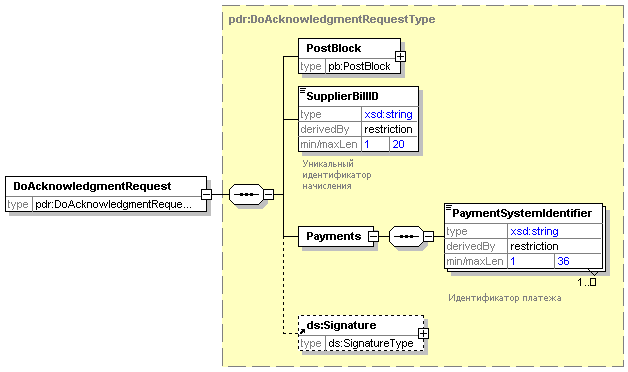 pdr:DoAcknowledgmentRequestType
PostBlock
type pb:PostBlock
SupplierBillID
type xsd:string
derivedBy restriction
min/maxLen 1 20
Уникальный
идентификатор
начисления
DoAcknowledgmentRequest
type pdr:DoAcknowledgmentReque...
Payments
PaymentSystemIdentifier
type xsd:string
derivedBy restriction
min/maxLen 1 36
1..
Идентификатор платежа
ds:Signature
type ds:SignatureType